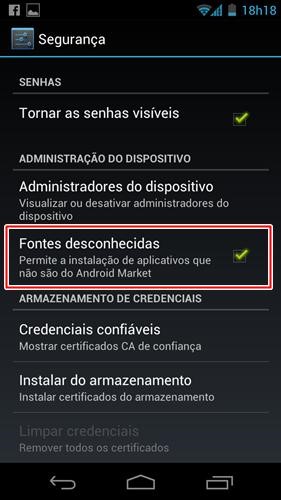 18h18
Segurança
SENHAS
Tornar as senhas visíveis
ADMINISTRAÇÃO DO DISPOSITIVO
Administradores do dispositivo
Visualizar ou desativar administradores do
dispositivo
Fontes desconhecidas
Permite a instalação de aplicativos que
não são do Android Market
ARMAZENAMENTO DE CREDENCIAIS
Credenciais confiáveis
Mostrar certificados CA de confiança
Instalar do armazenamento
Instalar certificados do armazenamento
Limpar credenciais
Remover todos os certificados